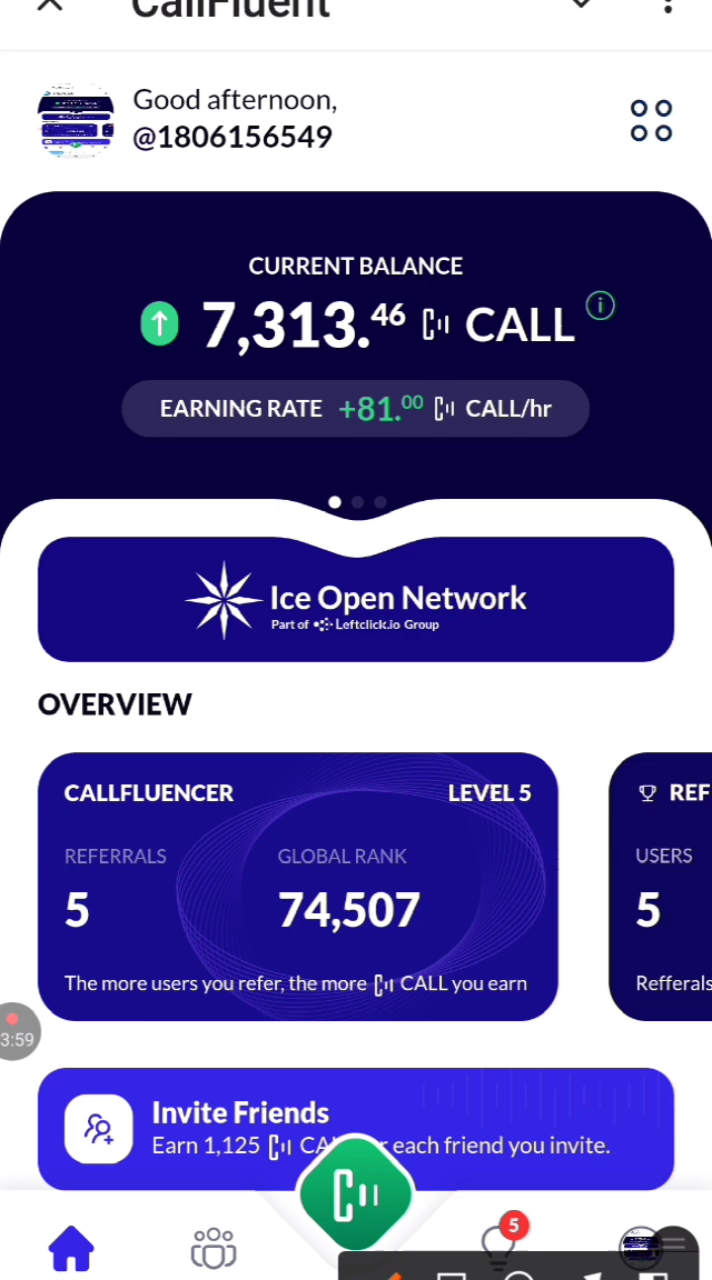 CallFluent
Good afternoon,
@1806156549
CURRENT BALANCE
7,313.46 CALL
EARNING RATE +81.00 CALL/hr
Ice Open Network
Part of Leftclick.io Group
OVERVIEW
CALLFLUENCER LEVEL 5
REFERRALS GLOBAL RANK
5 74,507
The more users you refer, the more CALL you earn
REF
USERS
5
Refferals
3:59
Invite Friends
Earn 1,125 each friend you invite.
5